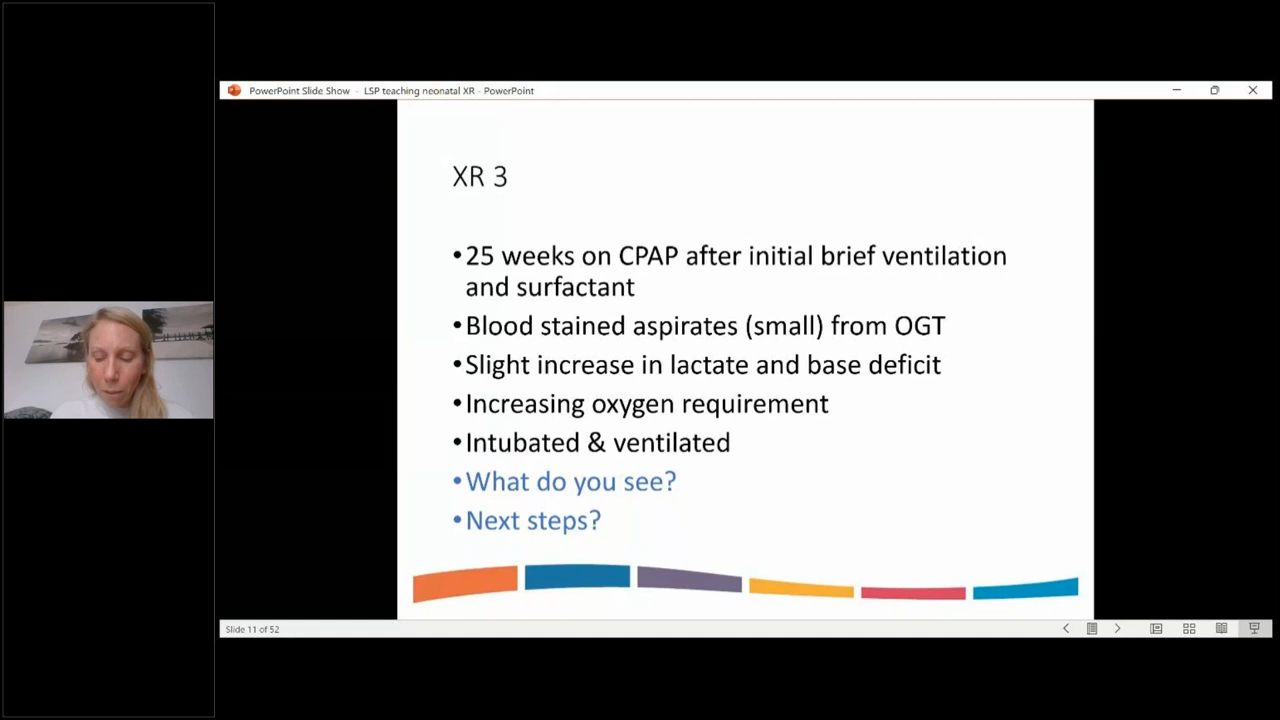 PowerPoint Slide Show - LSP teaching neonatal XR - PowerPoint
XR 3
•25 weeks on CPAP after initial brief ventilation
and surfactant
•Blood stained aspirates (small) from OGT
•Slight increase in lactate and base deficit
•Increasing oxygen requirement
•Intubated & ventilated
•What do you see?
•Next steps?
Slide 11 of 52